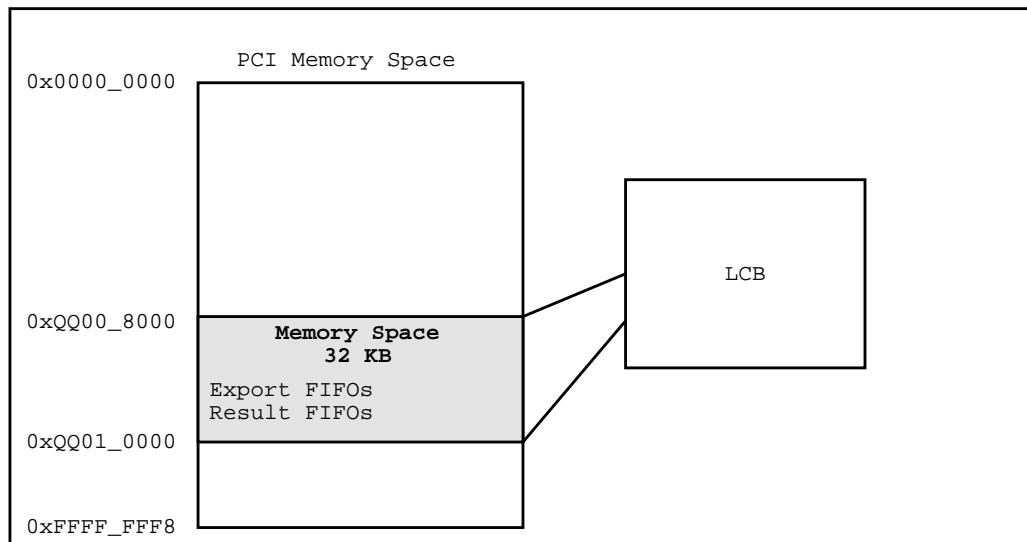 PCI Memory Space
0x0000_0000
LCB
0xQQ00_8000
Memory Space
32 KB
Export FIFOs
Result FIFOs
0xQQ01_0000
0xFFFF_FFF8